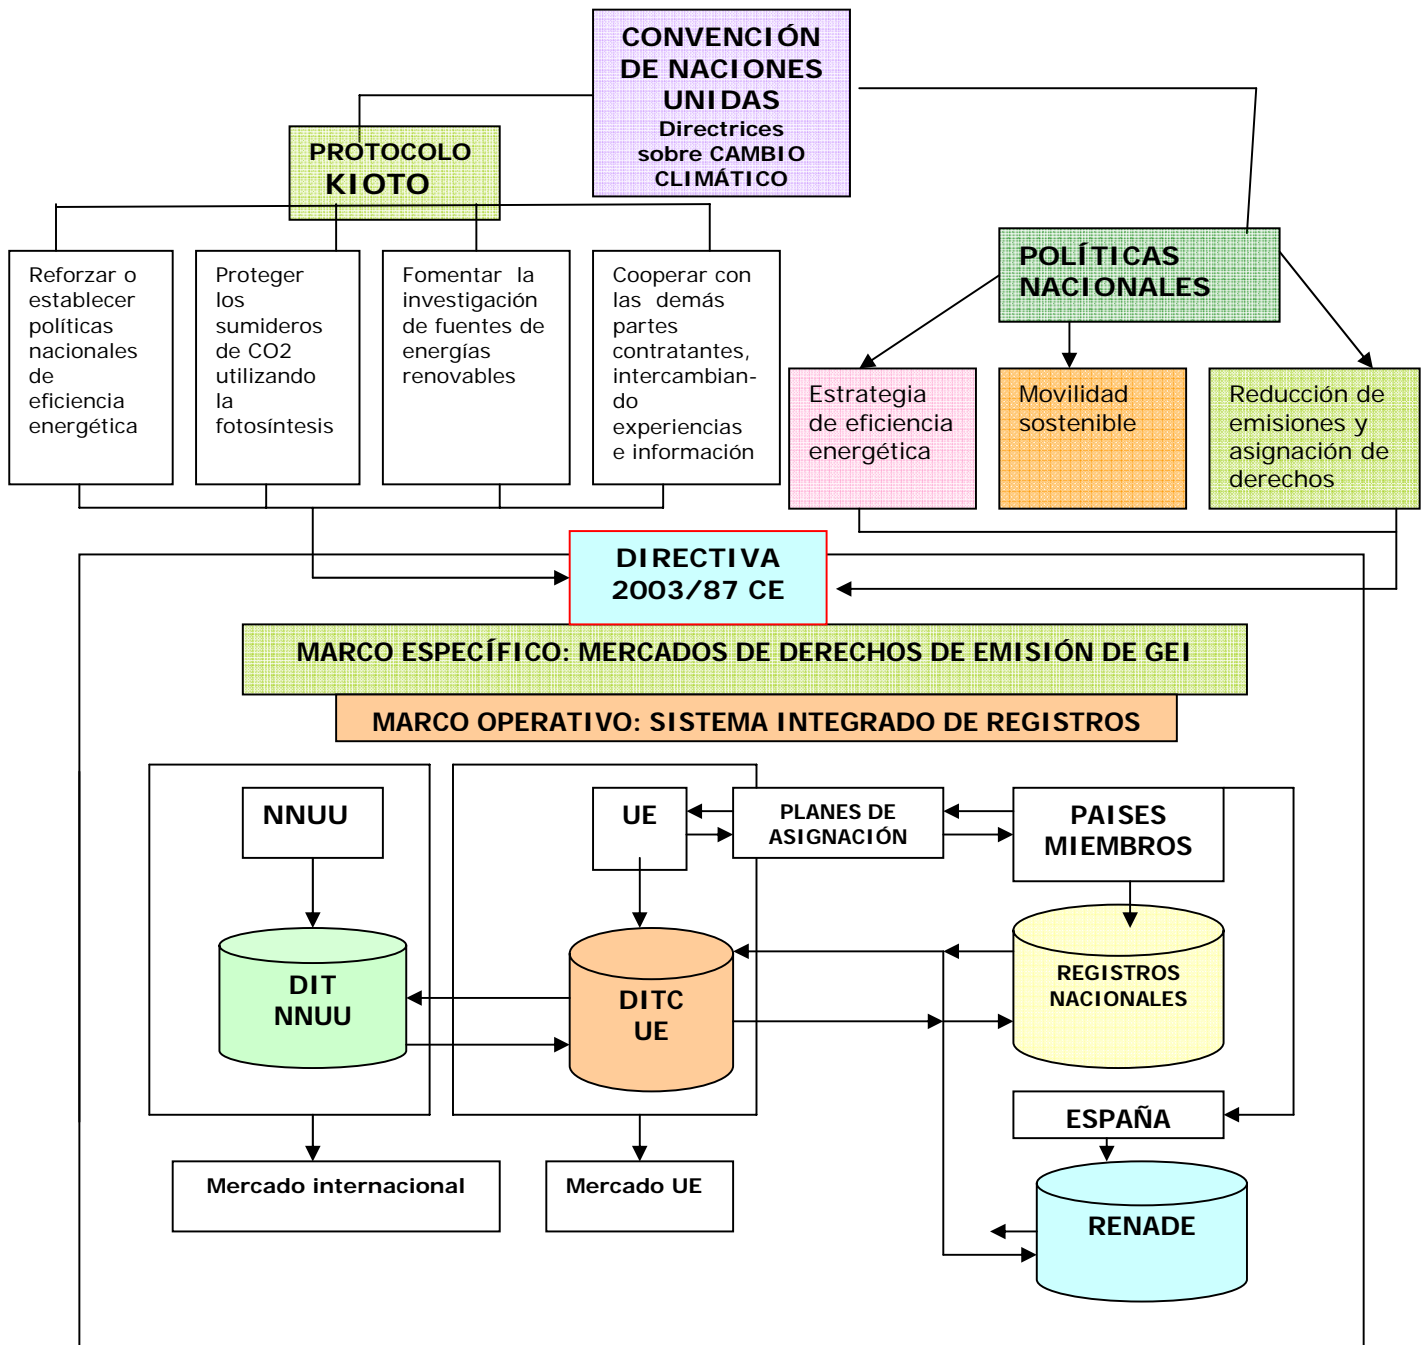 CONVENCIÓN
DE NACIONES
UNIDAS
Directrices
sobre CAMBIO
CLIMÁTICO
PROTOCOLO
KIOTO
POLÍTICAS
NACIONALES
Reforzar o
establecer
políticas
nacionales
de
eficiencia
energética
Proteger
los
sumideros
de CO2
utilizando
la
fotosíntesis
Fomentar la
investigación
de fuentes de
energías
renovables
Cooperar con
las demás
partes
contratantes,
intercambian-
do
experiencias
e información
Estrategia
de eficiencia
energética
Movilidad
sostenible
Reducción de
emisiones y
asignación de
derechos
DIRECTIVA
2003/87 CE
MARCO ESPECÍFICO: MERCADOS DE DERECHOS DE EMISIÓN DE GEI
MARCO OPERATIVO: SISTEMA INTEGRADO DE REGISTROS
NNUU
UE
PLANES DE
ASIGNACIÓN
PAISES
MIEMBROS
DIT
NNUU
DITC
UE
REGISTROS
NACIONALES
ESPAÑA
Mercado internacional
Mercado UE
RENADE